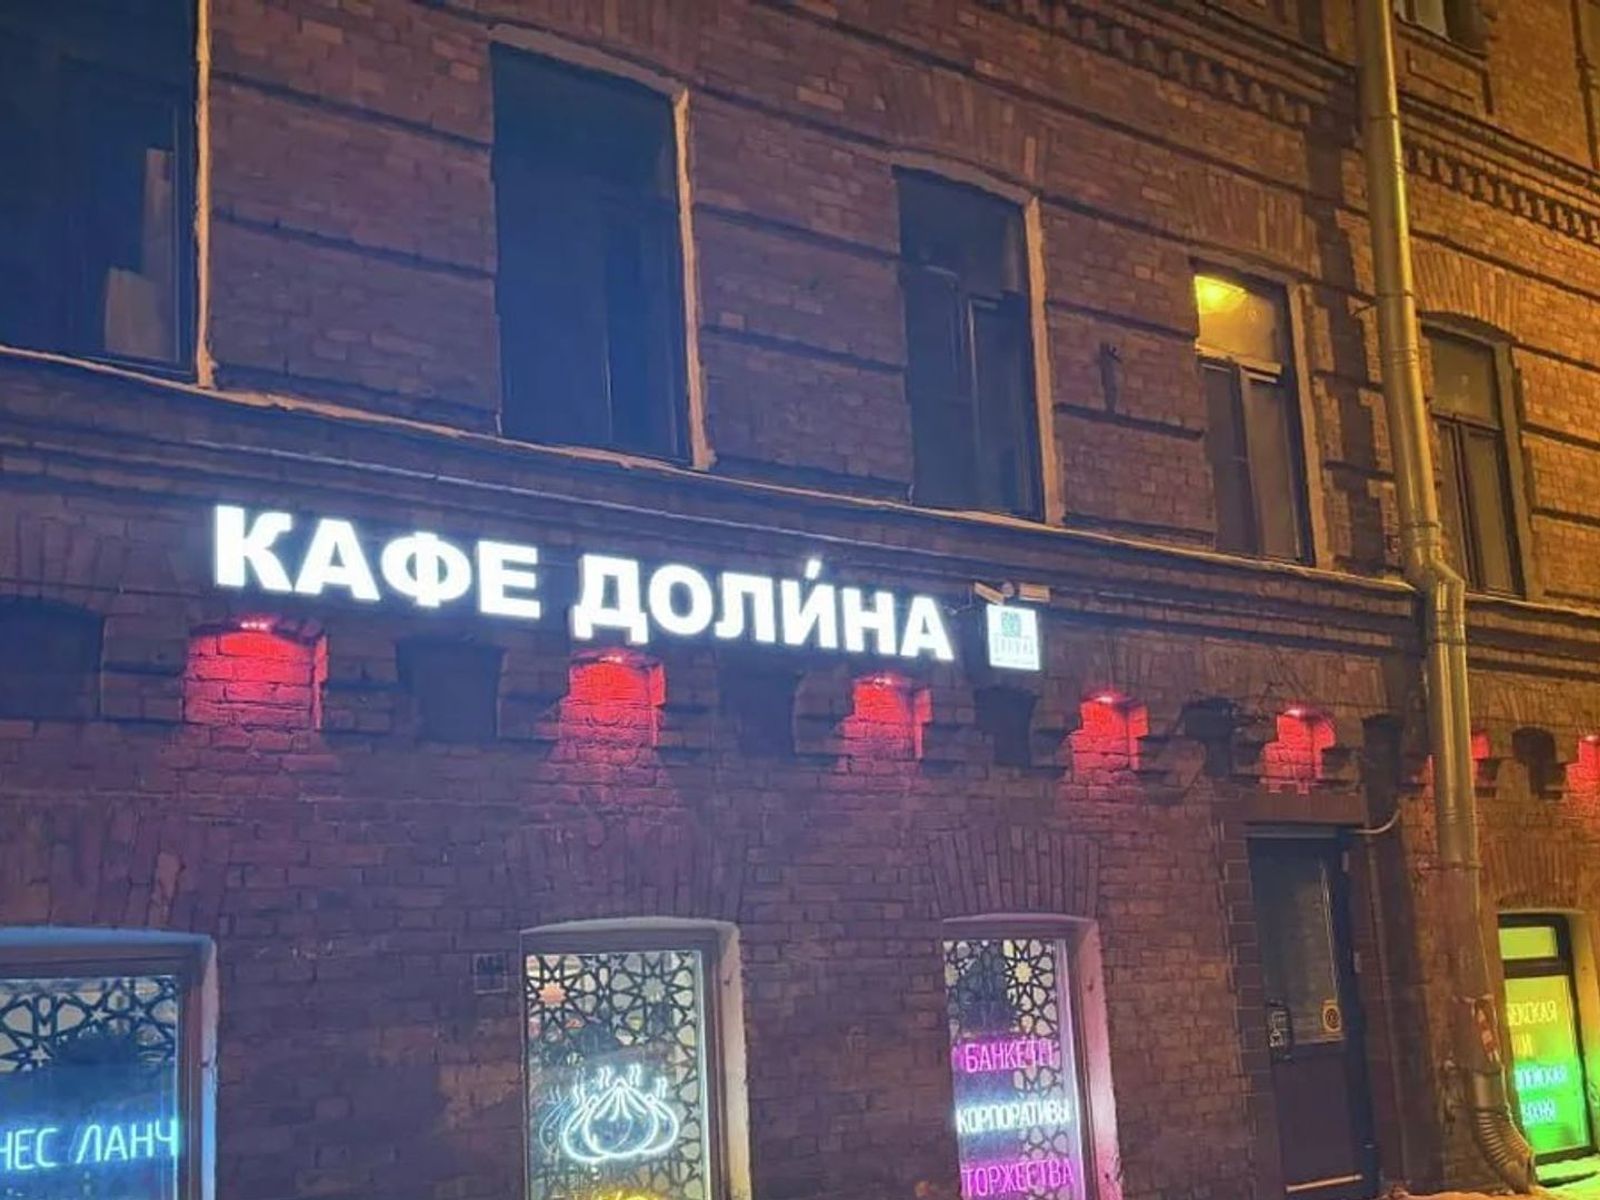 КАФЕ ДОЛИ́НА
НЕС ЛАНЧ
БАНКЕТЫ
КОРПОРАТИВЫ
ТОРЖЕСТВА